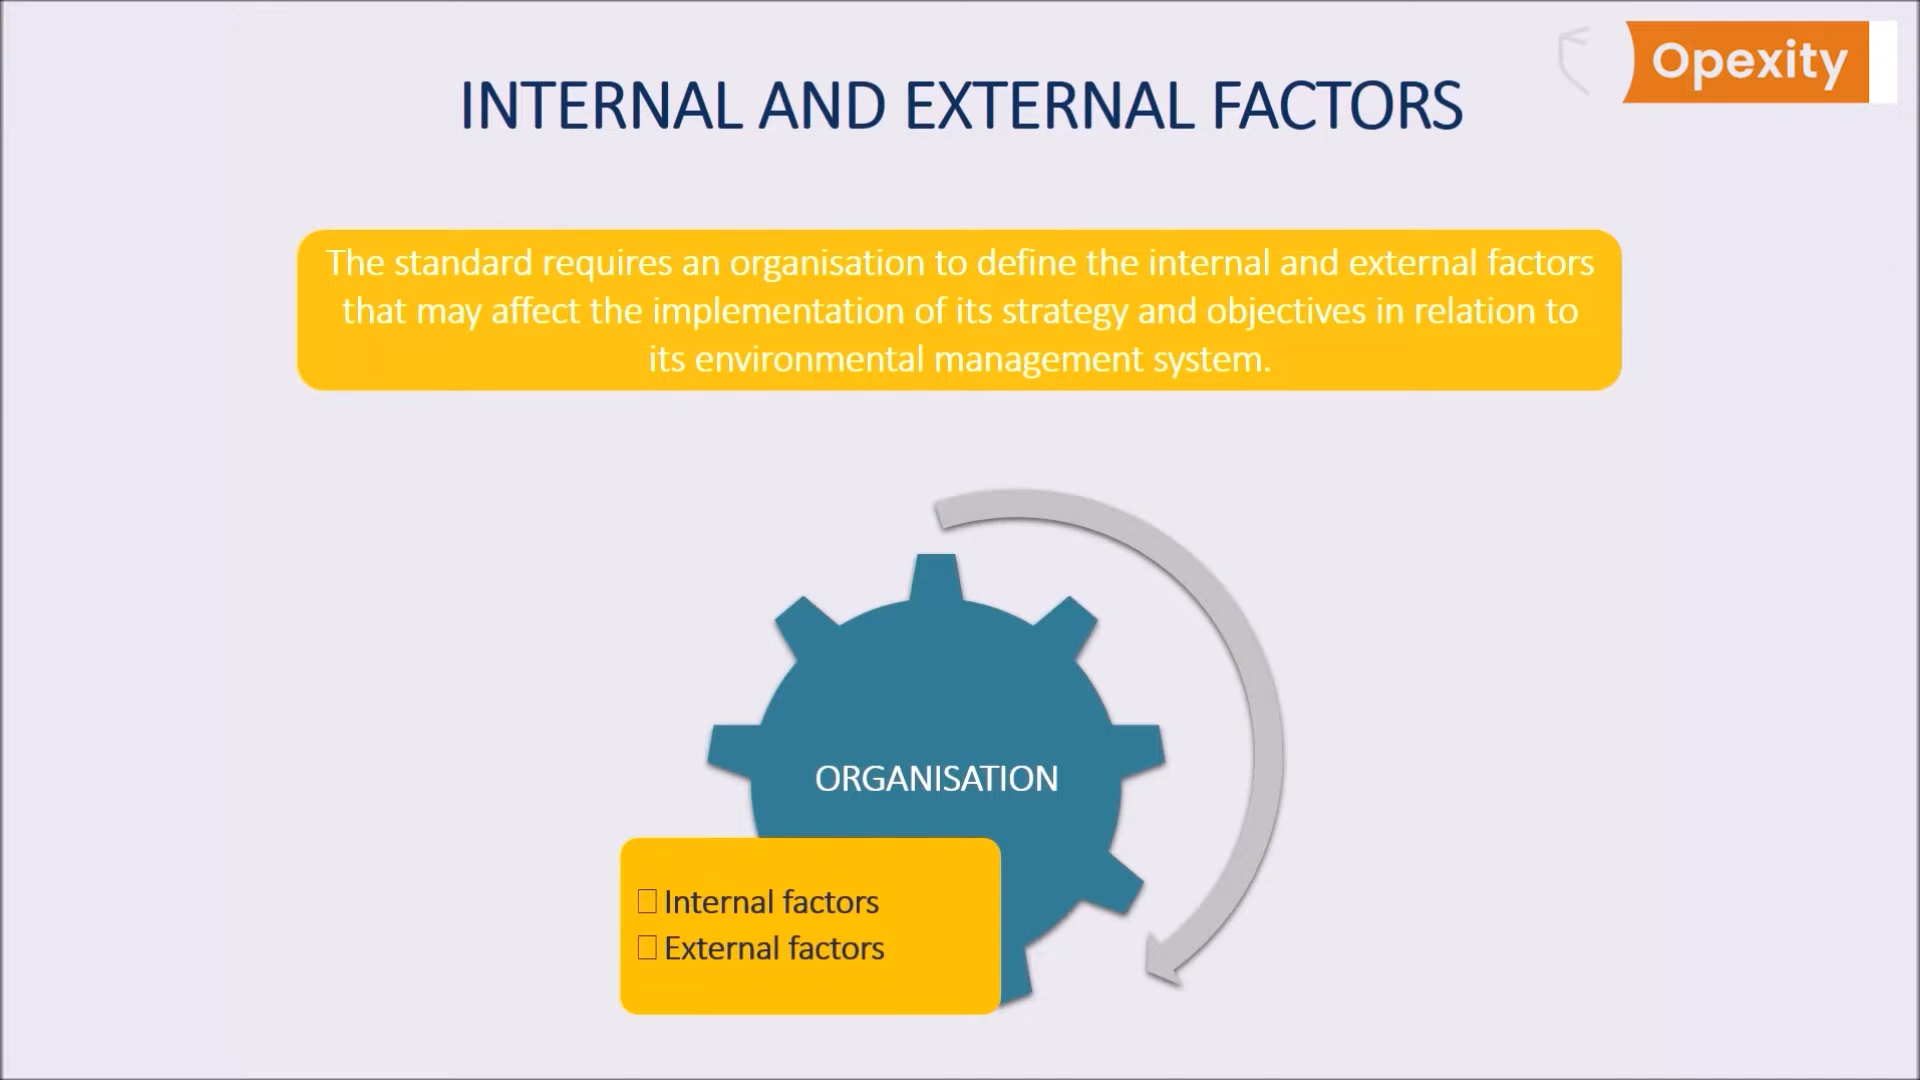 Opexity
INTERNAL AND EXTERNAL FACTORS
The standard requires an organisation to define the internal and external factors
that may affect the implementation of its strategy and objectives in relation to
its environmental management system.
ORGANISATION
Internal factors
External factors